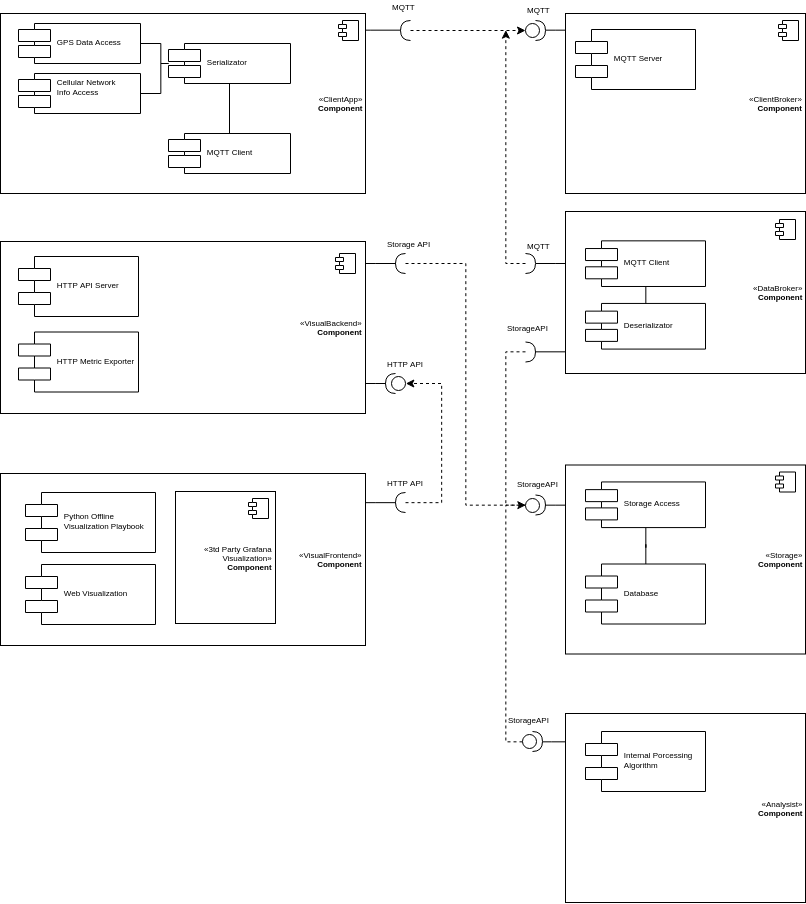 MQTT
MQTT
GPS Data Access
Cellular Network
Info Access
Serializator
MQTT Client
«ClientApp»
Component
MQTT Server
«ClientBroker»
Component
Storage API
MQTT
HTTP API Server
HTTP Metric Exporter
«VisualBackend»
Component
MQTT Client
Deserializator
«DataBroker»
Component
StorageAPI
HTTP API
HTTP API
StorageAPI
Python Offline
Visualization Playbook
Web Visualization
«3td Party Grafana
Visualization»
Component
«VisualFrontend»
Component
Storage Access
Database
«Storage»
Component
StorageAPI
Internal Porcessing
Algorithm
«Analysist»
Component